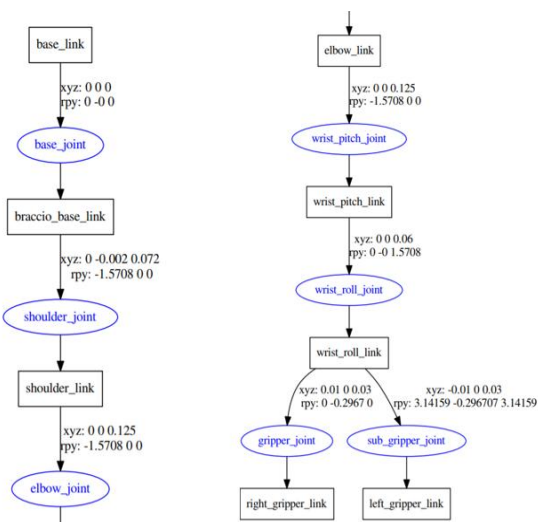 base_link
xyz: 0 0 0
rpy: 0 -0 0
base_joint
braccio_base_link
xyz: 0 -0.002 0.072
rpy: -1.5708 0 0
shoulder_joint
shoulder_link
xyz: 0 0 0.125
rpy: -1.5708 0 0
elbow_joint
elbow_link
xyz: 0 0 0.125
rpy: -1.5708 0 0
wrist_pitch_joint
wrist_pitch_link
xyz: 0 0 0.06
rpy: 0 -0 1.5708
wrist_roll_joint
wrist_roll_link
xyz: 0.01 0 0.03
rpy: 0 -0.2967 0
xyz: -0.01 0 0.03
rpy: 3.14159 -0.296707 3.14159
gripper_joint
sub_gripper_joint
right_gripper_link
left_gripper_link